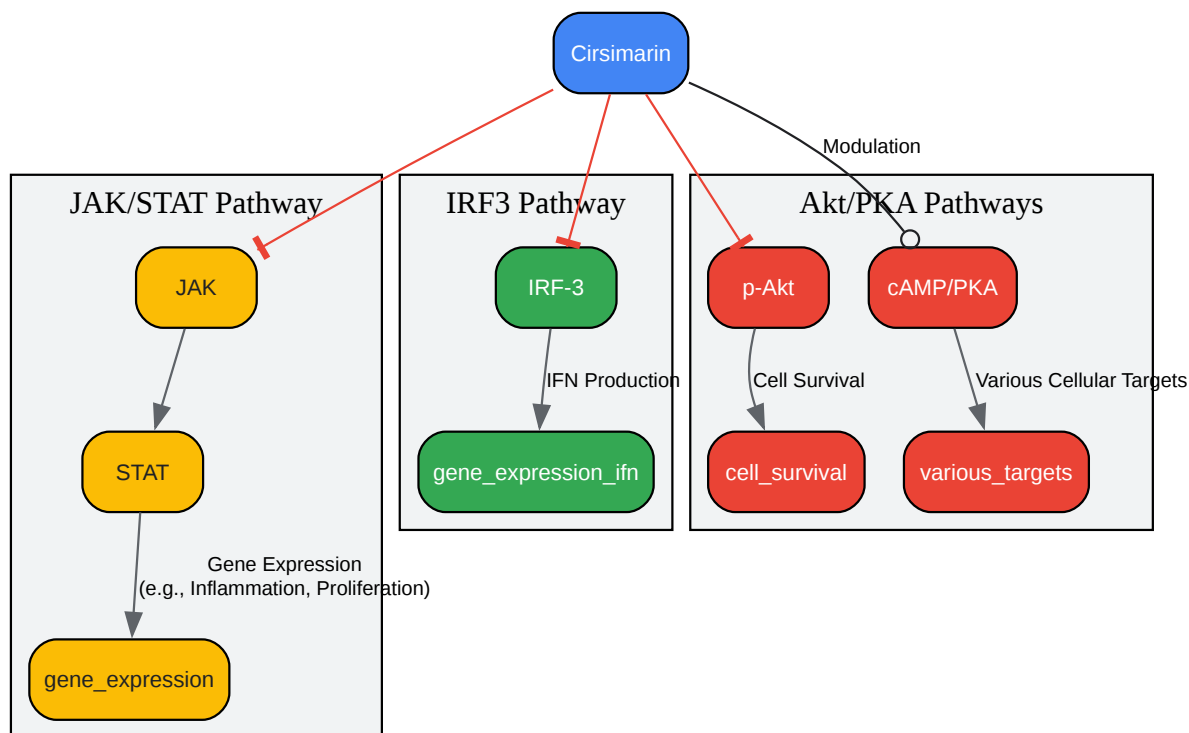 Cirsimarin
Modulation
JAK/STAT Pathway
IRF3 Pathway
Akt/PKA Pathways
JAK
IRF-3
p-Akt
cAMP/PKA
IFN Production
Cell Survival
Various Cellular Targets
STAT
gene_expression_ifn
cell_survival
various_targets
Gene Expression
(e.g., Inflammation, Proliferation)
gene_expression